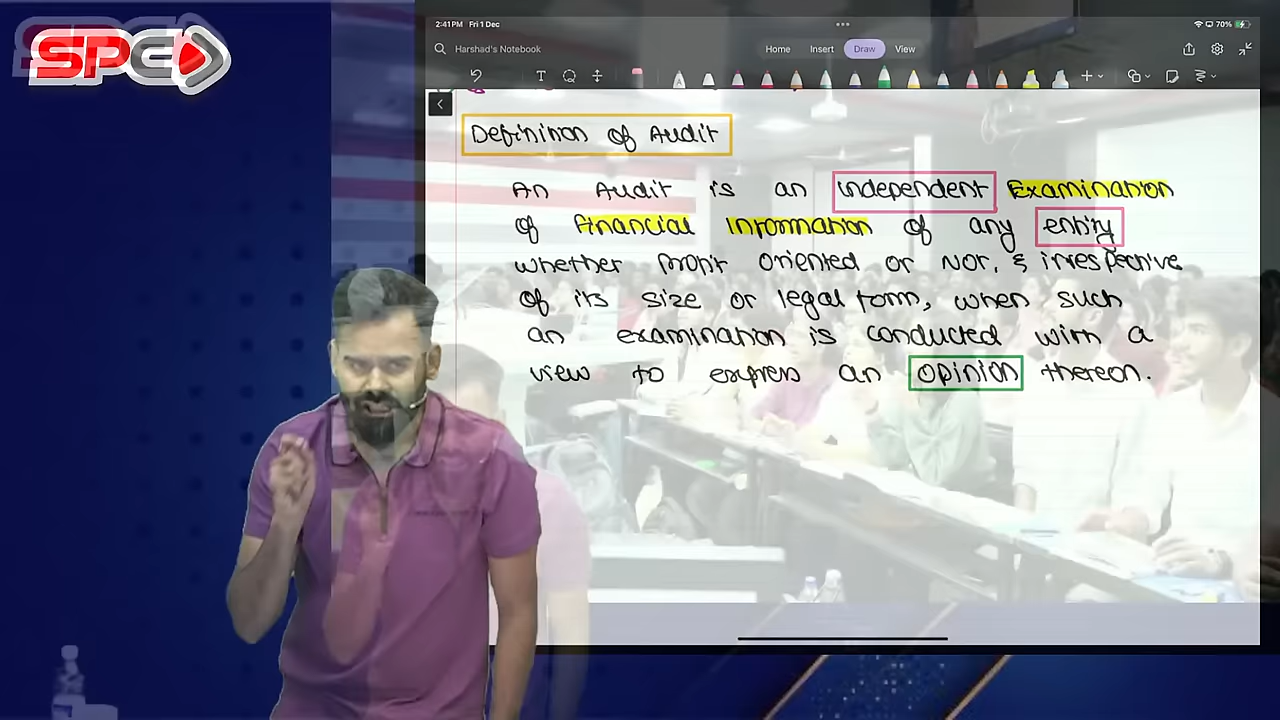 SPC
2:41 PM Fri 1 Dec
70%
Harshad's Notebook
Home Insert Draw View
Definition of Audit
An Audit is an independent Examination
of financial Information of any entity
whether profit oriented or Not, & irrespective
of its size or legal form, when such
an examination is conducted with a
view to express an opinion thereon.